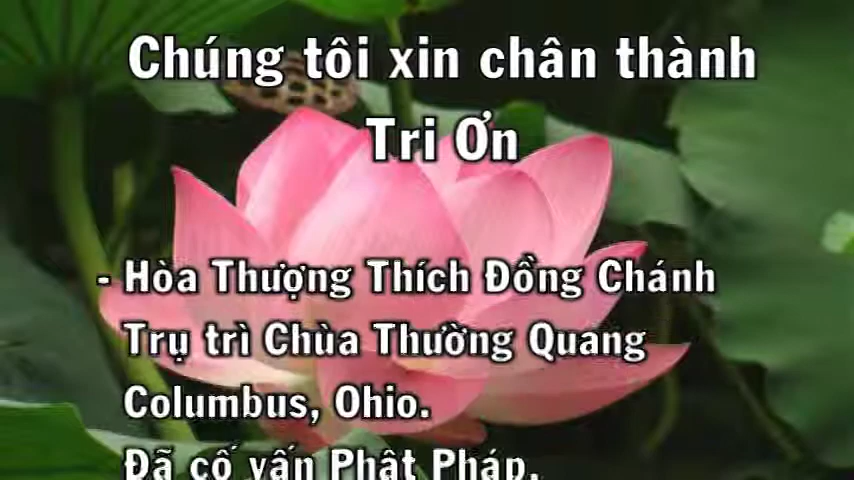 Chúng tôi xin chân thành
Tri Ơn
- Hòa Thượng Thích Đồng Chánh
Trụ trì Chùa Thường Quang
Columbus, Ohio.
Đã cố vấn Phật Pháp.